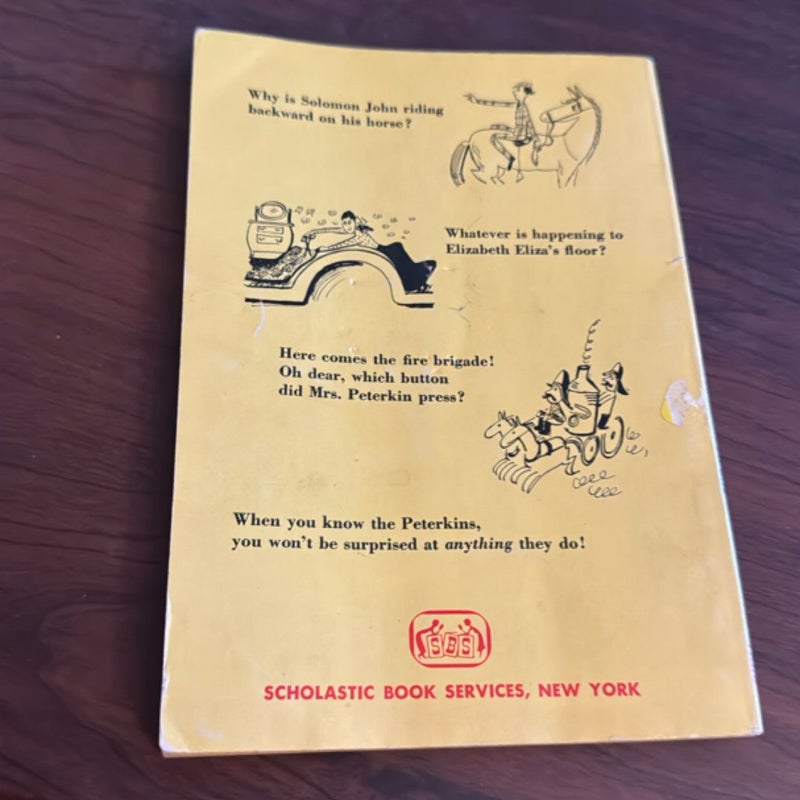 Why is Solomon John riding
backward on his horse?
Whatever is happening to
Elizabeth Eliza's floor?
Here comes the fire brigade!
Oh dear, which button
did Mrs. Peterkin press?
When you know the Peterkins,
you won't be surprised at anything they do!
SBS
SCHOLASTIC BOOK SERVICES, NEW YORK